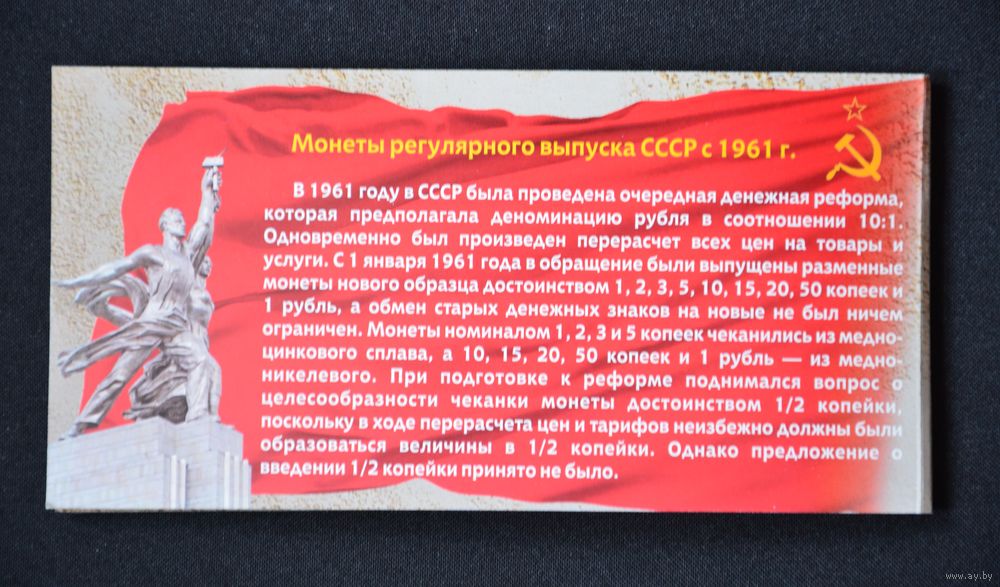 Монеты регулярного выпуска СССР с 1961 г.
В 1961 году в СССР была проведена очередная денежная реформа,
которая предполагала деноминацию рубля в соотношении 10:1.
Одновременно был произведен перерасчет всех цен на товары и
услуги. С 1 января 1961 года в обращение были выпущены разменные
монеты нового образца достоинством 1, 2, 3, 5, 10, 15, 20, 50 копеек и
1 рубль, а обмен старых денежных знаков на новые не был ничем
ограничен. Монеты номиналом 1, 2, 3 и 5 копеек чеканились из медно-
цинкового сплава, а 10, 15, 20, 50 копеек и 1 рубль — из медно-
никелевого. При подготовке к реформе поднимался вопрос о
целесообразности чеканки монеты достоинством 1/2 копейки,
поскольку в ходе перерасчета цен и тарифов неизбежно должны были
образоваться величины в 1/2 копейки. Однако предложение о
введении 1/2 копейки принято не было.
www.ay.by